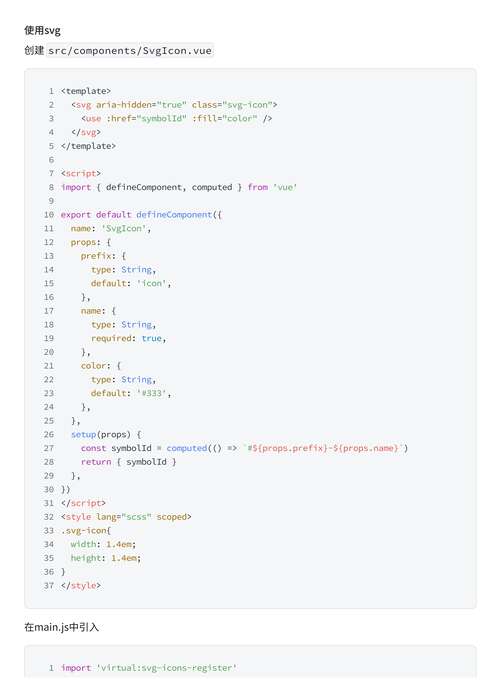 使用svg
创建 src/components/SvgIcon.vue
1 <template>
2   <svg aria-hidden="true" class="svg-icon">
3     <use :href="symbolId" :fill="color" />
4   </svg>
5 </template>
6
7 <script>
8 import { defineComponent, computed } from 'vue'
9
10 export default defineComponent({
11   name: 'SvgIcon',
12   props: {
13     prefix: {
14       type: String,
15       default: 'icon',
16     },
17     name: {
18       type: String,
19       required: true,
20     },
21     color: {
22       type: String,
23       default: '#333',
24     },
25   },
26   setup(props) {
27     const symbolId = computed(() => `#${props.prefix}-${props.name}`)
28     return { symbolId }
29   },
30 })
31 </script>
32 <style lang="scss" scoped>
33 .svg-icon{
34   width: 1.4em;
35   height: 1.4em;
36 }
37 </style>
在main.js中引入
1 import 'virtual:svg-icons-register'